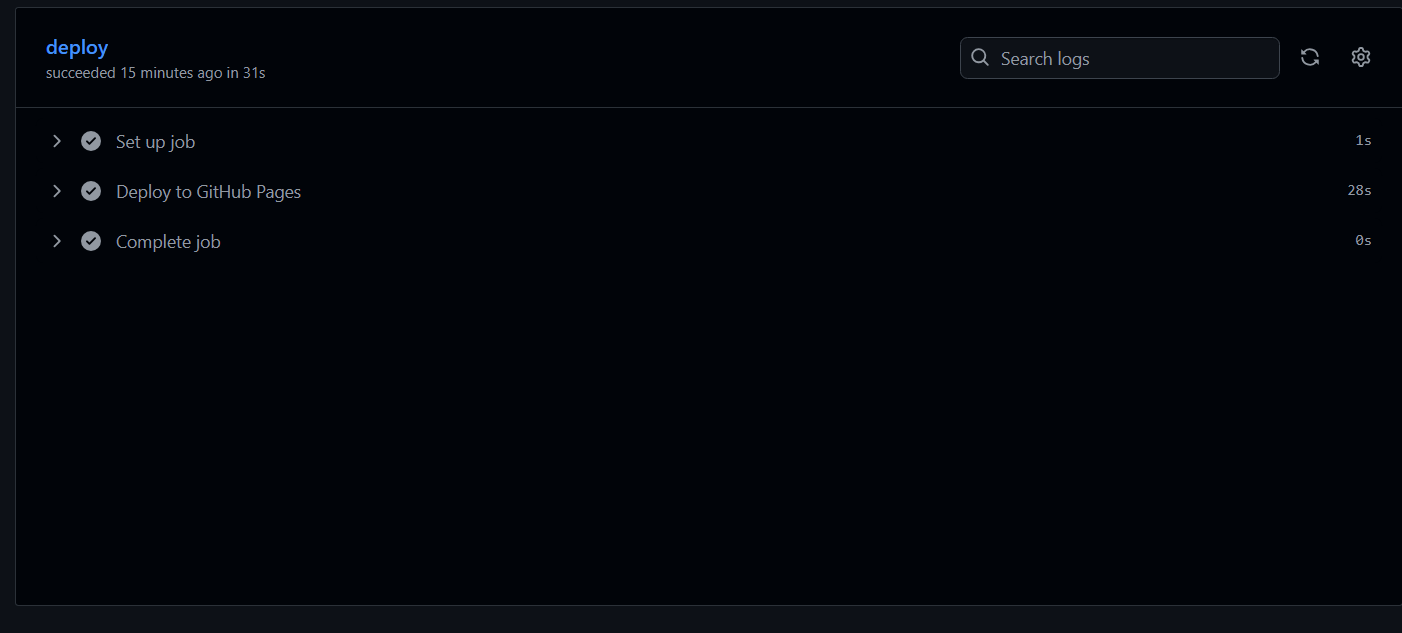 deploy
succeeded 15 minutes ago in 31s
Search logs
Set up job 1s
Deploy to GitHub Pages 28s
Complete job 0s